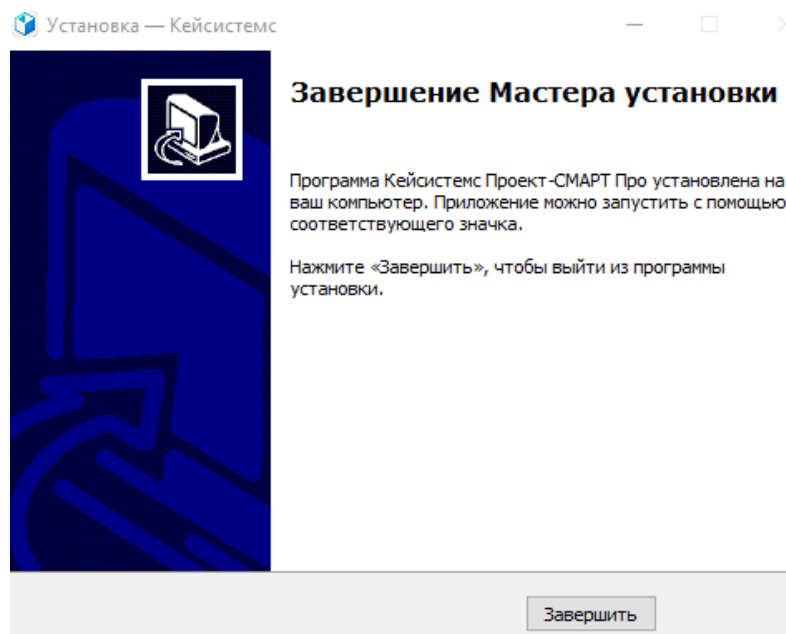 Установка — Кейсистемс
Завершение Мастера установки
Программа Кейсистемс Проект-СМАРТ Про установлена на
ваш компьютер. Приложение можно запустить с помощью
соответствующего значка.
Нажмите «Завершить», чтобы выйти из программы
установки.
Завершить